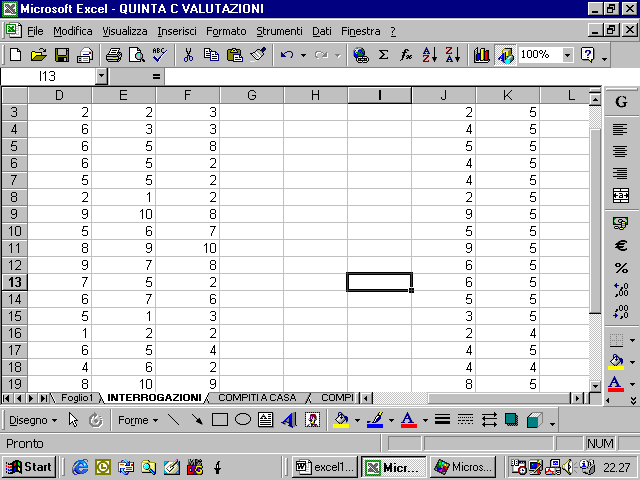 Microsoft Excel - QUINTA C VALUTAZIONI
File Modifica Visualizza Inserisci Formato Strumenti Dati Finestra ?
100%
I13 =
D E F G H I J K L
3 2 2 3 2 5
4 6 3 3 4 5
5 6 5 8 5 5
6 6 5 2 4 5
7 5 5 2 4 5
8 2 1 2 2 5
9 9 10 8 9 5
10 5 6 7 5 5
11 8 9 10 9 5
12 9 7 8 6 5
13 7 5 2 6 5
14 6 7 6 5 5
15 5 1 3 3 5
16 1 2 2 2 4
17 6 5 4 4 5
18 4 6 2 4 4
19 8 10 9 8 5
Foglio1 INTERROGAZIONI COMPITI A CASA COMPI
Disegno Forme
Pronto NUM
Start excel1... Micr... Micros... 22.27